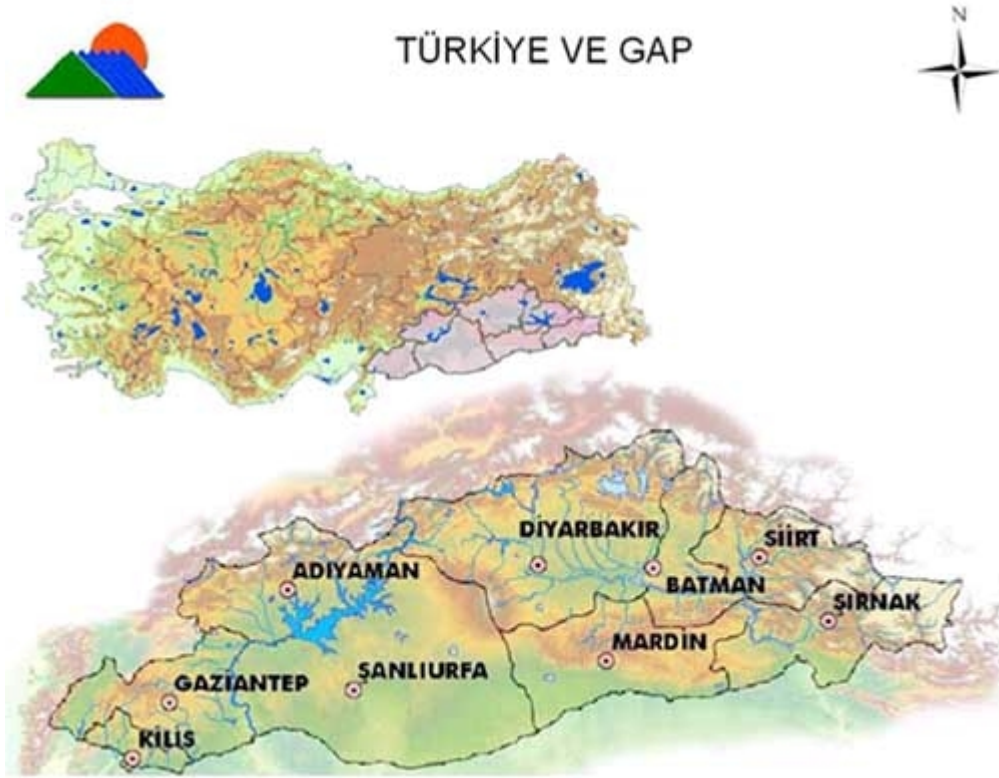 TÜRKİYE VE GAP
N
DİYARBAKIR
SİİRT
ADIYAMAN
BATMAN
ŞIRNAK
MARDİN
ŞANLIURFA
GAZİANTEP
KİLİS